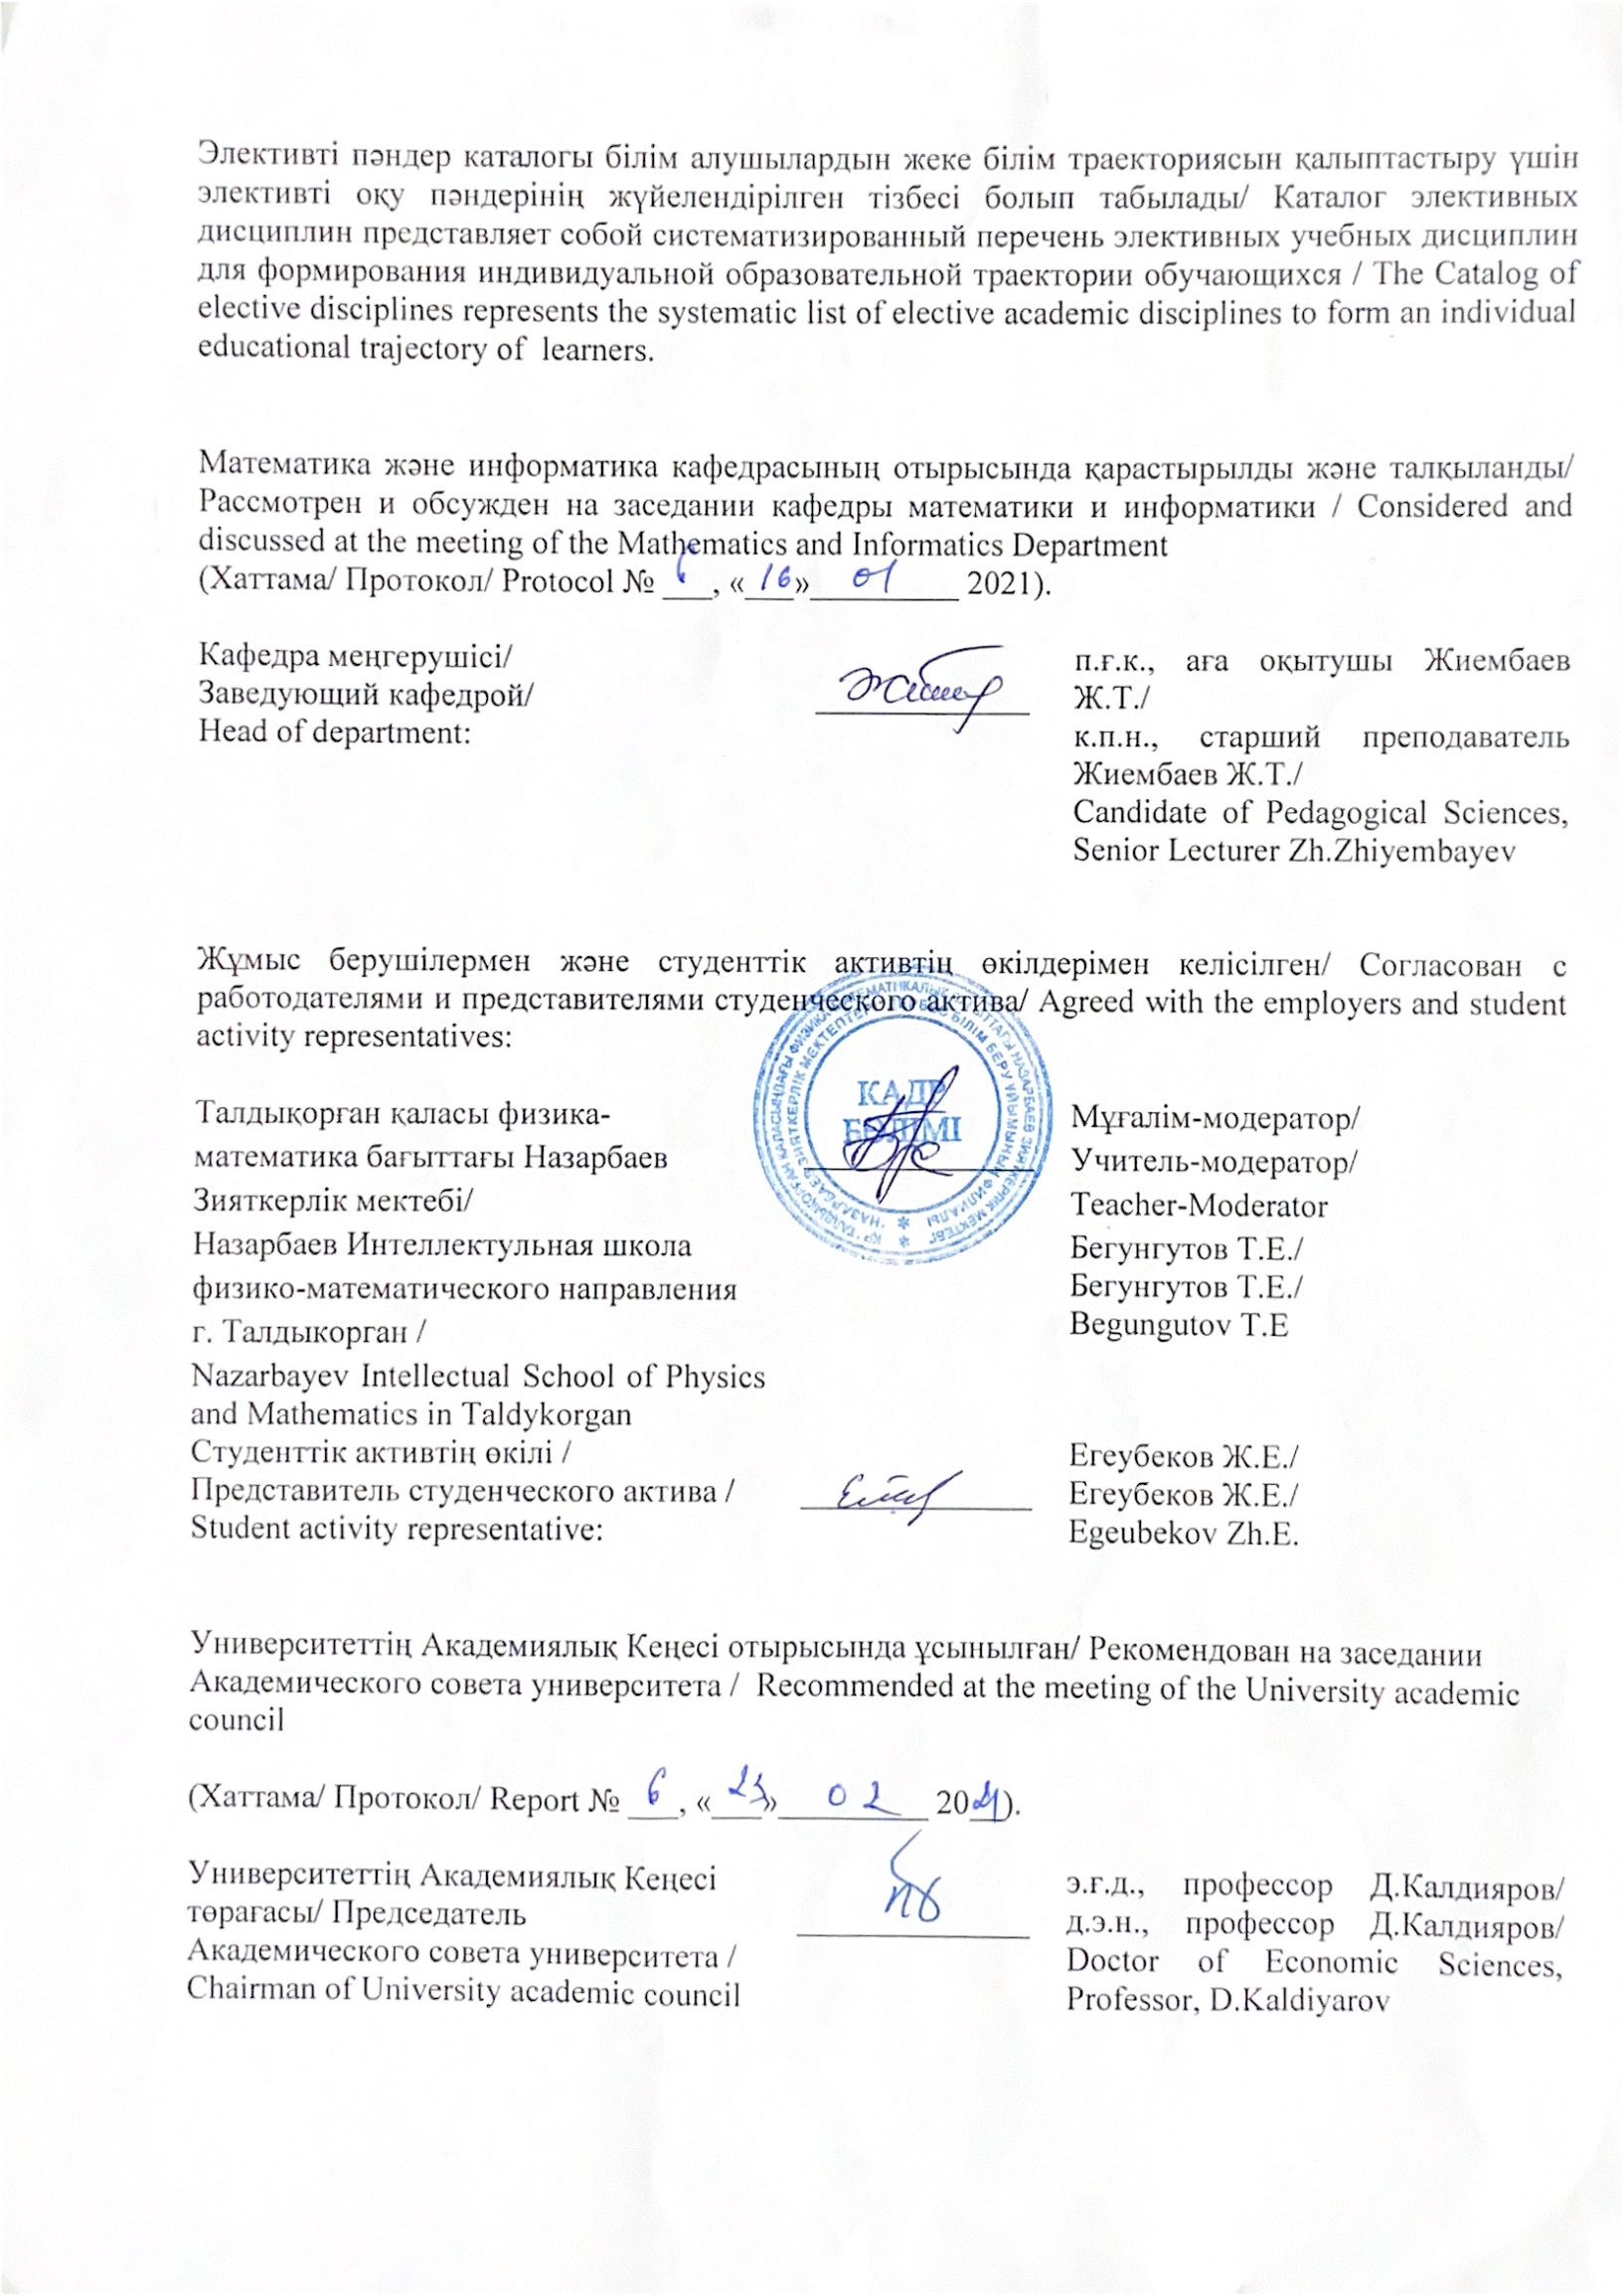 Элективті пәндер каталогы білім алушылардын жеке білім траекториясын қалыптастыру үшін
элективті оқу пәндерінің жүйелендірілген тізбесі болып табылады/ Каталог элективных
дисциплин представляет собой систематизированный перечень элективных учебных дисциплин
для формирования индивидуальной образовательной траектории обучающихся / The Catalog of
elective disciplines represents the systematic list of elective academic disciplines to form an individual
educational trajectory of learners.
Математика және информатика кафедрасының отырысында қарастырылды және талқыланды/
Рассмотрен и обсужден на заседании кафедры математики и информатики / Considered and
discussed at the meeting of the Mathematics and Informatics Department
(Хаттама/ Протокол/ Protocol № 6, «16» 01 2021).
Кафедра меңгерушісі/
Заведующий кафедрой/
Head of department:
п.ғ.к., аға оқытушы Жиембаев
Ж.Т./
к.п.н., старший преподаватель
Жиембаев Ж.Т./
Candidate of Pedagogical Sciences,
Senior Lecturer Zh.Zhiyembayev
Жұмыс берушілермен және студенттік активтің өкілдерімен келісілген/ Согласован с
работодателями и представителями студенческого актива/ Agreed with the employers and student
activity representatives:
Талдықорған қаласы физика-
математика бағыттағы Назарбаев
Зияткерлік мектебі/
Назарбаев Интеллектульная школа
физико-математического направления
г. Талдыкорган /
Nazarbayev Intellectual School of Physics
and Mathematics in Taldykorgan
КАДР
БӨЛІМІ
Мұғалім-модератор/
Учитель-модератор/
Teacher-Moderator
Бегунгутов Т.Е./
Бегунгутов Т.Е./
Begungutov T.E
Студенттік активтің өкілі /
Представитель студенческого актива /
Student activity representative:
Егеубеков Ж.Е./
Егеубеков Ж.Е./
Egeubekov Zh.E.
Университеттің Академиялық Кеңесі отырысында ұсынылған/ Рекомендован на заседании
Академического совета университета / Recommended at the meeting of the University academic
council
(Хаттама/ Протокол/ Report № 6, «23» 02 2021).
Университеттің Академиялық Кеңесі
төрағасы/ Председатель
Академического совета университета /
Chairman of University academic council
э.ғ.д., профессор Д.Калдияров/
д.э.н., профессор Д.Калдияров/
Doctor of Economic Sciences,
Professor, D.Kaldiyarov